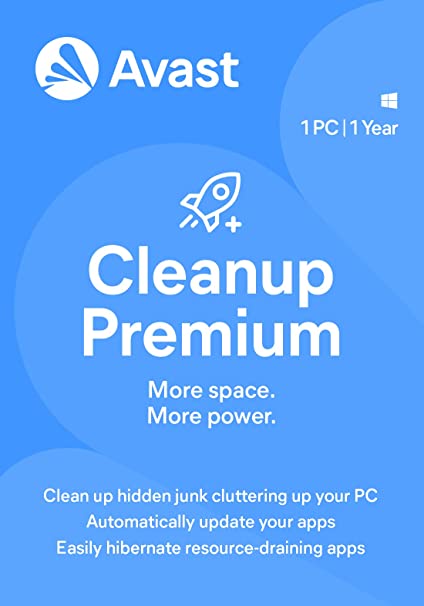 Avast
1 PC | 1 Year
Cleanup
Premium
More space.
More power.
Clean up hidden junk cluttering up your PC
Automatically update your apps
Easily hibernate resource-draining apps